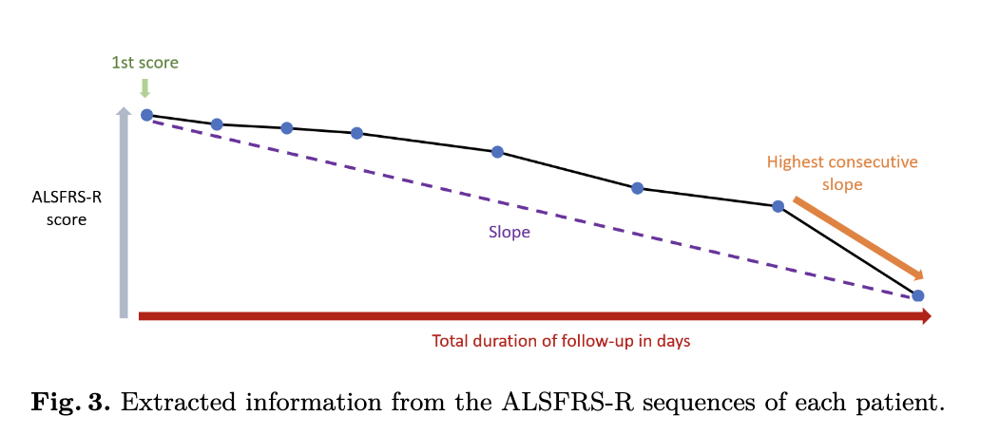 1st score
Highest consecutive
slope
ALSFRS-R
score
Slope
Total duration of follow-up in days
Fig. 3. Extracted information from the ALSFRS-R sequences of each patient.